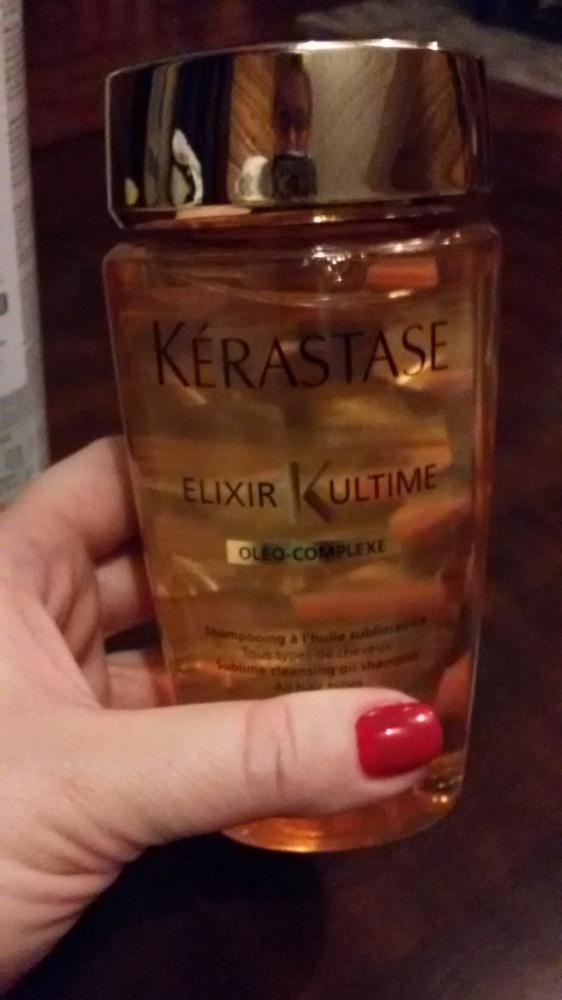 KÉRASTASE
ELIXIR K ULTIME
OLÉO-COMPLEXE
Shampooing à l'huile sublimatrice
Tous types de cheveux
Sublime cleansing oil shampoo
All hair types